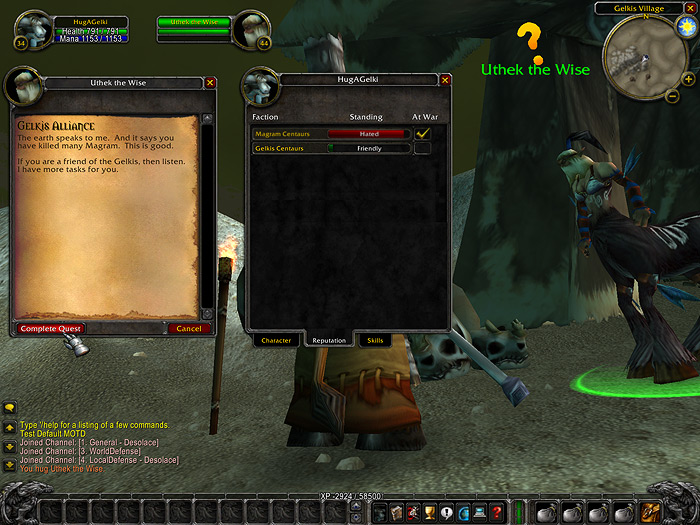 HugAGelki
Health 791 / 791
Mana 1153 / 1153
34
Uthek the Wise
44
Gelkis Village
N
Uthek the Wise
Uthek the Wise
Gelkis Alliance
The earth speaks to me. And it says you
have killed many Magram. This is good.
If you are a friend of the Gelkis, then listen.
I have more tasks for you.
Complete Quest
Cancel
HugAGelki
Faction Standing At War
Magram Centaurs Hated
Gelkis Centaurs Friendly
Character Reputation Skills
Type '/help for a listing of a few commands.
Test Default MOTD
Joined Channel: [1. General - Desolace]
Joined Channel: [3. WorldDefense]
Joined Channel: [4. LocalDefense - Desolace]
You hug Uthek the Wise.
XP -2924 / 58500